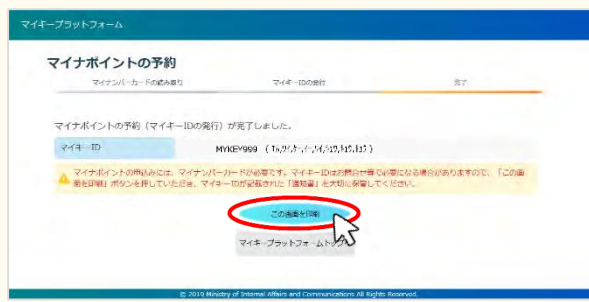 マイキープラットフォーム
マイナポイントの予約
マイナンバーカードの読み取り
マイキーIDの発行
完了
マイナポイントの予約（マイキーIDの発行）が完了しました。
マイキーID
MYKEY999
マイナポイントの申込みには、マイナンバーカードが必要です。マイキーIDはお問合せ等で必要になる場合がありますので、「この画
面を印刷」ボタンを押していただき、マイキーIDが記載された「通知書」を大切に保管してください。
この画面を印刷
マイキープラットフォームトップへ
© 2019 Ministry of Internal Affairs and Communications All Rights Reserved.